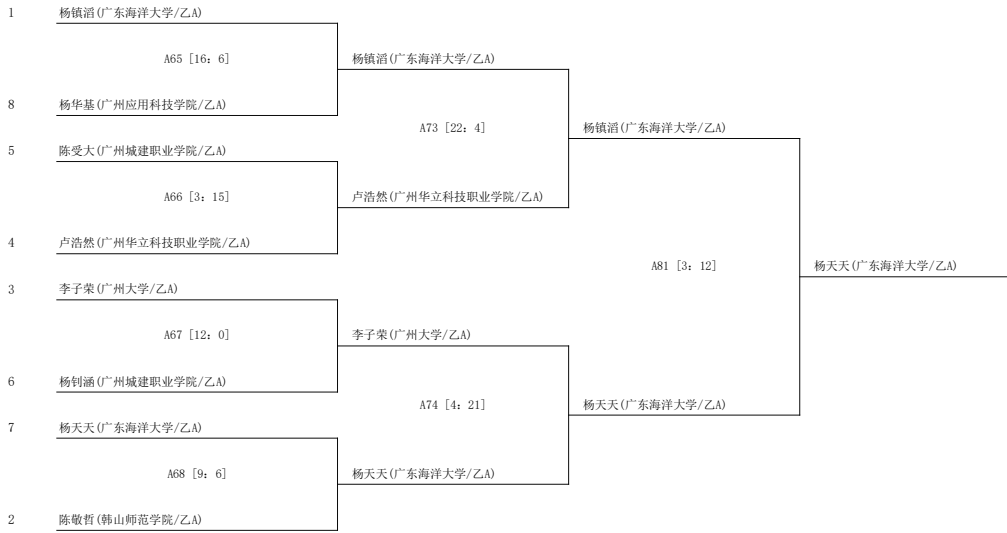 1 杨镇滔(广东海洋大学/乙A)
A65 [16: 6] 杨镇滔(广东海洋大学/乙A)
8 杨华基(广州应用科技学院/乙A)
A73 [22: 4] 杨镇滔(广东海洋大学/乙A)
5 陈受大(广州城建职业学院/乙A)
A66 [3: 15] 卢浩然(广州华立科技职业学院/乙A)
4 卢浩然(广州华立科技职业学院/乙A)
A81 [3: 12] 杨天天(广东海洋大学/乙A)
3 李子荣(广州大学/乙A)
A67 [12: 0] 李子荣(广州大学/乙A)
6 杨钊涵(广州城建职业学院/乙A)
A74 [4: 21] 杨天天(广东海洋大学/乙A)
7 杨天天(广东海洋大学/乙A)
A68 [9: 6] 杨天天(广东海洋大学/乙A)
2 陈敬哲(韩山师范学院/乙A)